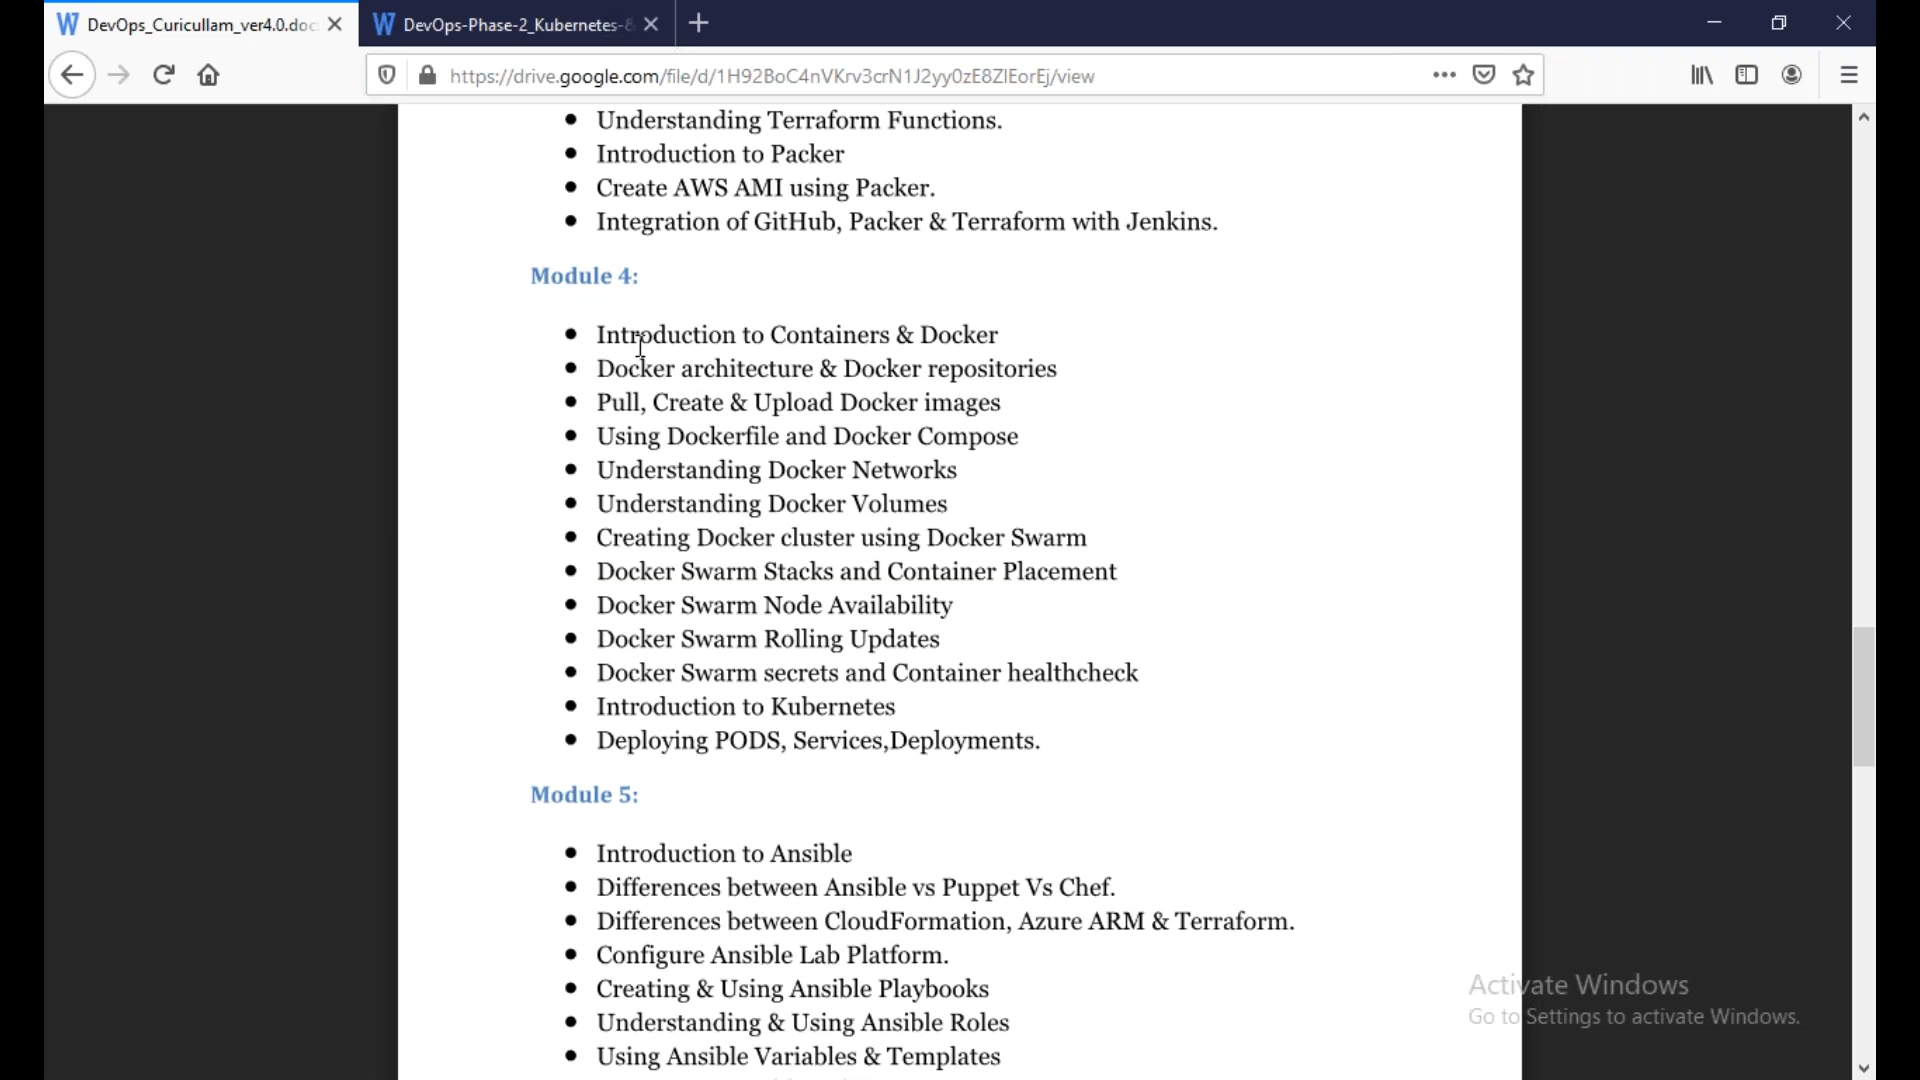 DevOps_Curicullam_ver4.0.doc
DevOps-Phase-2_Kubernetes-&
https://drive.google.com/file/d/1H92BoC4nVKrv3crN1J2yy0zE8ZlEorEj/view
Understanding Terraform Functions.
Introduction to Packer
Create AWS AMI using Packer.
Integration of GitHub, Packer & Terraform with Jenkins.
Module 4:
Introduction to Containers & Docker
Docker architecture & Docker repositories
Pull, Create & Upload Docker images
Using Dockerfile and Docker Compose
Understanding Docker Networks
Understanding Docker Volumes
Creating Docker cluster using Docker Swarm
Docker Swarm Stacks and Container Placement
Docker Swarm Node Availability
Docker Swarm Rolling Updates
Docker Swarm secrets and Container healthcheck
Introduction to Kubernetes
Deploying PODS, Services,Deployments.
Module 5:
Introduction to Ansible
Differences between Ansible vs Puppet Vs Chef.
Differences between CloudFormation, Azure ARM & Terraform.
Configure Ansible Lab Platform.
Creating & Using Ansible Playbooks
Understanding & Using Ansible Roles
Using Ansible Variables & Templates
Activate Windows
Go to Settings to activate Windows.